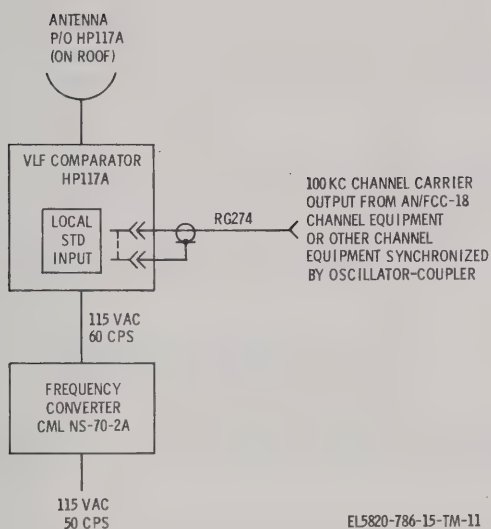 ANTENNA
P/O HP117A
(ON ROOF)
VLF COMPARATOR
HP117A
LOCAL
STD
INPUT
RG274
100 KC CHANNEL CARRIER
OUTPUT FROM AN/FCC-18
CHANNEL EQUIPMENT
OR OTHER CHANNEL
EQUIPMENT SYNCHRONIZED
BY OSCILLATOR-COUPLER
115 VAC
60 CPS
FREQUENCY
CONVERTER
CML NS-70-2A
115 VAC
50 CPS
EL5820-786-15-TM-11